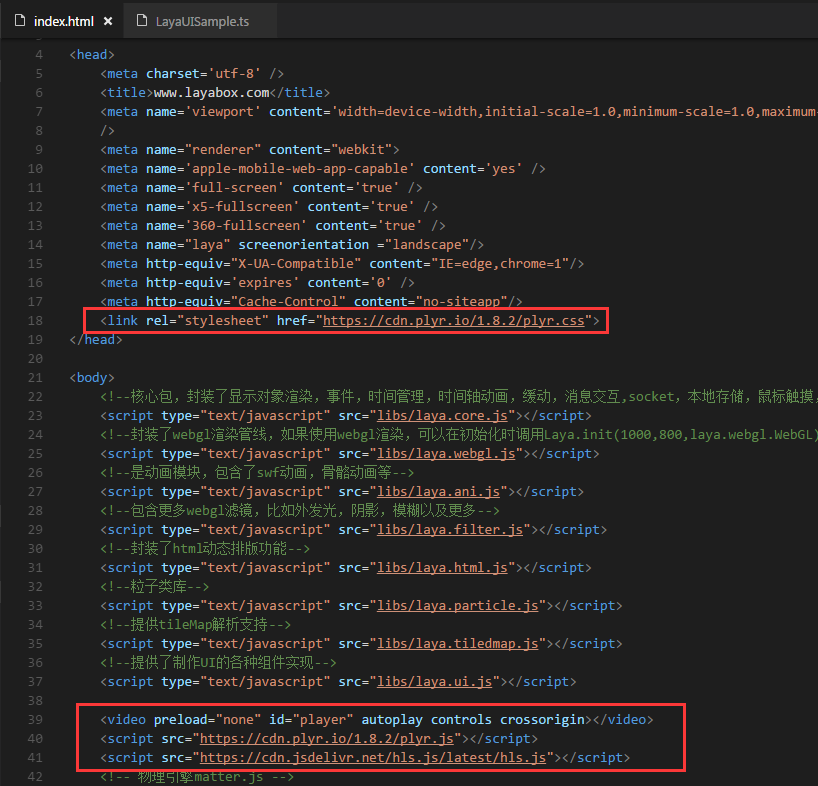 index.html × LayaUISample.ts
4 <head>
5 <meta charset='utf-8' />
6 <title>www.layabox.com</title>
7 <meta name='viewport' content='width=device-width,initial-scale=1.0,minimum-scale=1.0,maximum-
8 />
9 <meta name="renderer" content="webkit">
10 <meta name='apple-mobile-web-app-capable' content='yes' />
11 <meta name='full-screen' content='true' />
12 <meta name='x5-fullscreen' content='true' />
13 <meta name='360-fullscreen' content='true' />
14 <meta name="laya" screenorientation ="landscape"/>
15 <meta http-equiv="X-UA-Compatible" content="IE=edge,chrome=1"/>
16 <meta http-equiv='expires' content='0' />
17 <meta http-equiv="Cache-Control" content="no-siteapp"/>
18 <link rel="stylesheet" href="https://cdn.plyr.io/1.8.2/plyr.css">
19 </head>
20
21 <body>
22 <!--核心包，封装了显示对象渲染，事件，时间管理，时间轴动画，缓动，消息交互,socket，本地存储，鼠标触摸，
23 <script type="text/javascript" src="libs/laya.core.js"></script>
24 <!--封装了webgl渲染管线，如果使用webgl渲染，可以在初始化时调用Laya.init(1000,800,laya.webgl.WebGL)
25 <script type="text/javascript" src="libs/laya.webgl.js"></script>
26 <!--是动画模块，包含了swf动画，骨骼动画等-->
27 <script type="text/javascript" src="libs/laya.ani.js"></script>
28 <!--包含更多webgl滤镜，比如外发光，阴影，模糊以及更多-->
29 <script type="text/javascript" src="libs/laya.filter.js"></script>
30 <!--封装了html动态排版功能-->
31 <script type="text/javascript" src="libs/laya.html.js"></script>
32 <!--粒子类库-->
33 <script type="text/javascript" src="libs/laya.particle.js"></script>
34 <!--提供tileMap解析支持-->
35 <script type="text/javascript" src="libs/laya.tiledmap.js"></script>
36 <!--提供了制作UI的各种组件实现-->
37 <script type="text/javascript" src="libs/laya.ui.js"></script>
38
39 <video preload="none" id="player" autoplay controls crossorigin></video>
40 <script src="https://cdn.plyr.io/1.8.2/plyr.js"></script>
41 <script src="https://cdn.jsdelivr.net/hls.js/latest/hls.js"></script>
42 <!-- 物理引擎matter.js -->